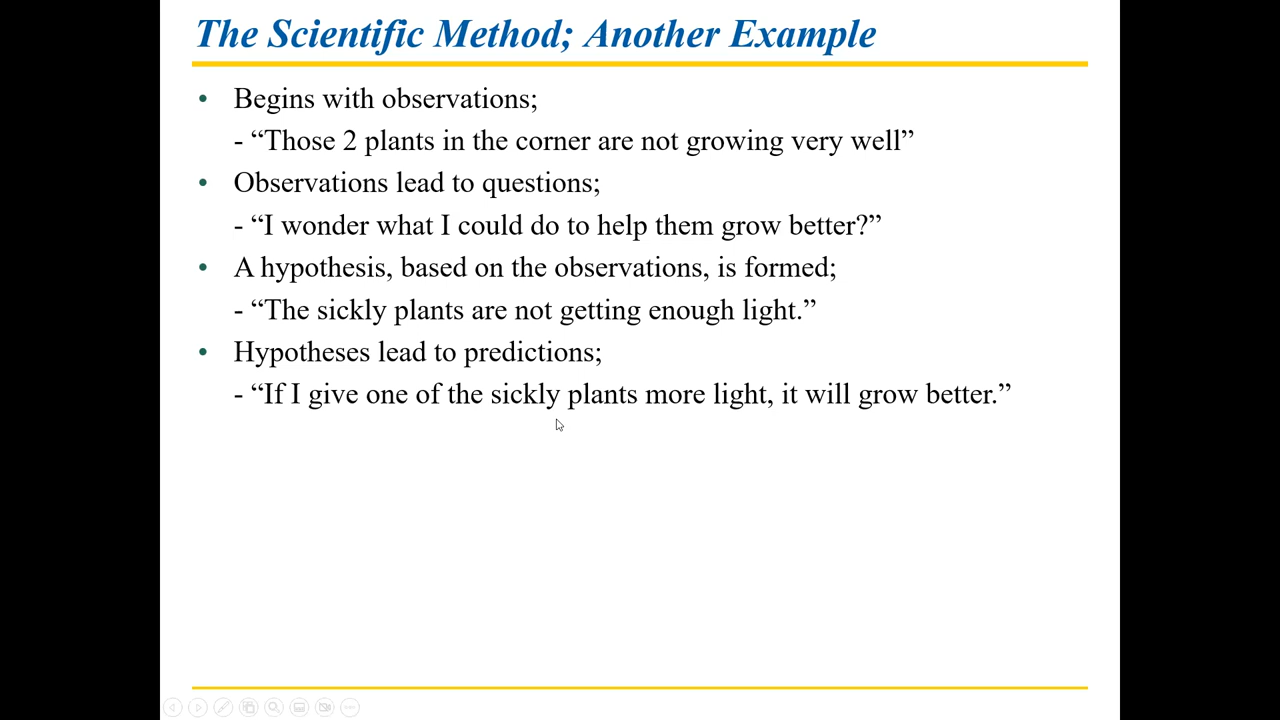 The Scientific Method; Another Example
• Begins with observations;
- “Those 2 plants in the corner are not growing very well”
• Observations lead to questions;
- “I wonder what I could do to help them grow better?”
• A hypothesis, based on the observations, is formed;
- “The sickly plants are not getting enough light.”
• Hypotheses lead to predictions;
- “If I give one of the sickly plants more light, it will grow better.”